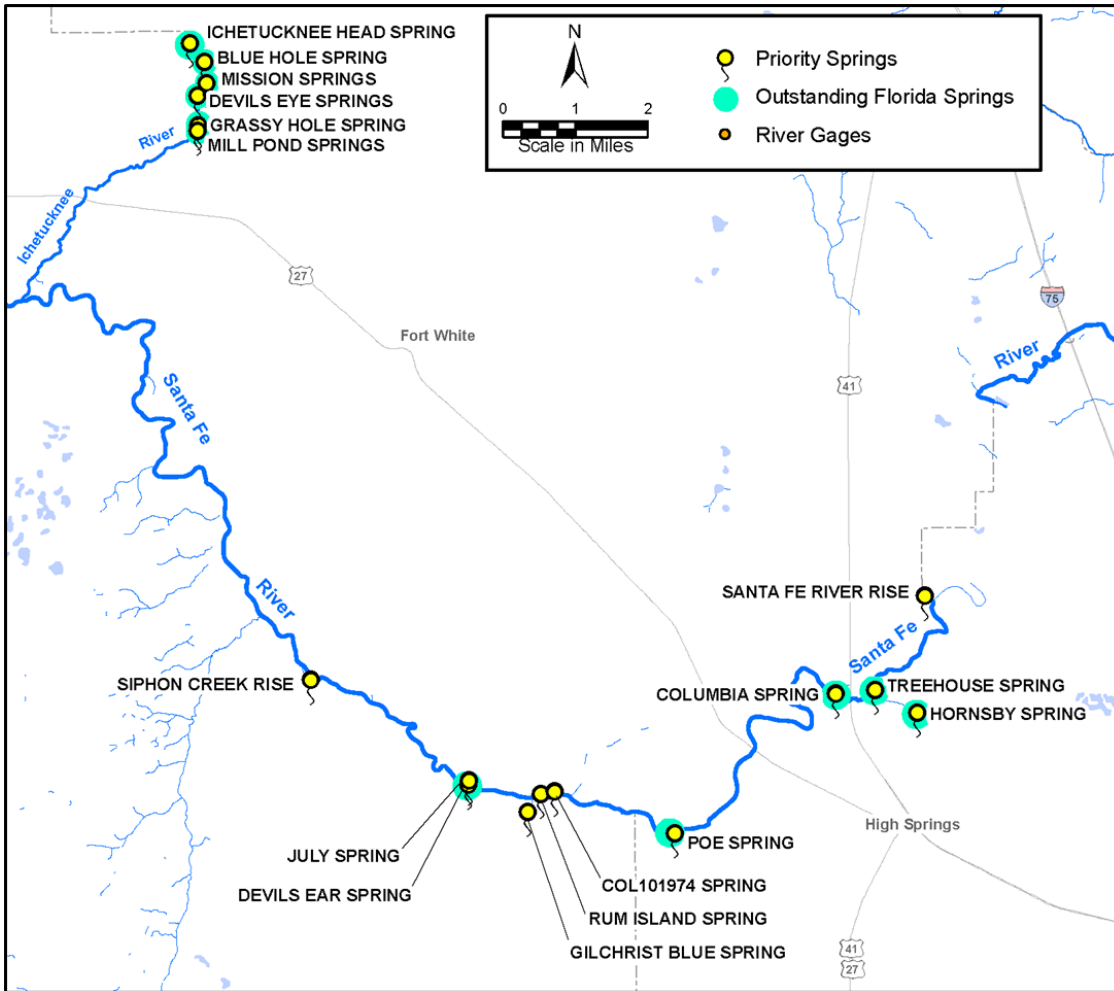 ICHETUCKNEE HEAD SPRING
BLUE HOLE SPRING
MISSION SPRINGS
DEVILS EYE SPRINGS
GRASSY HOLE SPRING
MILL POND SPRINGS
N
0 1 2
Scale in Miles
Priority Springs
Outstanding Florida Springs
River Gages
River
Ichetucknee
27
75
Fort White
River
41
Santa Fe
River
SANTA FE RIVER RISE
Santa Fe
SIPHON CREEK RISE
COLUMBIA SPRING
TREEHOUSE SPRING
HORNSBY SPRING
High Springs
POE SPRING
JULY SPRING
DEVILS EAR SPRING
COL101974 SPRING
RUM ISLAND SPRING
GILCHRIST BLUE SPRING
41
27